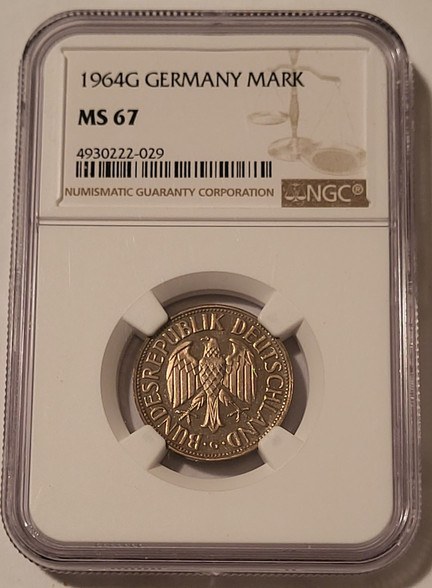 1964G GERMANY MARK
MS 67
4930222-029
NUMISMATIC GUARANTY CORPORATION
NGC®
BUNDESREPUBLIK DEUTSCHLAND
·G·